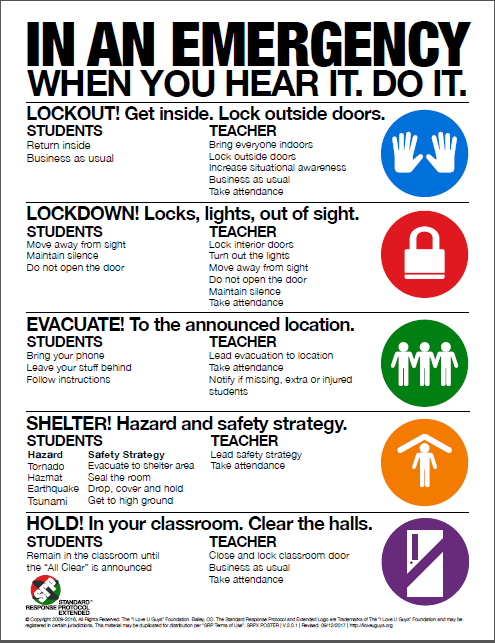 IN AN EMERGENCY
WHEN YOU HEAR IT. DO IT.
LOCKOUT! Get inside. Lock outside doors.
STUDENTS
Return inside
Business as usual
TEACHER
Bring everyone indoors
Lock outside doors
Increase situational awareness
Business as usual
Take attendance
LOCKDOWN! Locks, lights, out of sight.
STUDENTS
Move away from sight
Maintain silence
Do not open the door
TEACHER
Lock interior doors
Turn out the lights
Move away from sight
Do not open the door
Maintain silence
Take attendance
EVACUATE! To the announced location.
STUDENTS
Bring your phone
Leave your stuff behind
Follow instructions
TEACHER
Lead evacuation to location
Take attendance
Notify if missing, extra or injured
students
SHELTER! Hazard and safety strategy.
STUDENTS
Hazard Safety Strategy
Tornado Evacuate to shelter area
Hazmat Seal the room
Earthquake Drop, cover and hold
Tsunami Get to high ground
TEACHER
Lead safety strategy
Take attendance
HOLD! In your classroom. Clear the halls.
STUDENTS
Remain in the classroom until
the “All Clear” is announced
TEACHER
Close and lock classroom door
Business as usual
Take attendance
SRP
STANDARD
RESPONSE PROTOCOL
EXTENDED
© Copyright 2009-2016, All Rights Reserved. The “I Love U Guys” Foundation. Bailey, CO. The Standard Response Protocol and Extended Logo are Trademarks of The “I Love U Guys” Foundation and may be
registered in certain jurisdictions. This material may be duplicated for distribution per “SRP Terms of Use”. SRPX POSTER | V 2.0.1 | Revised: 09/12/2017 | http://iloveuguys.org